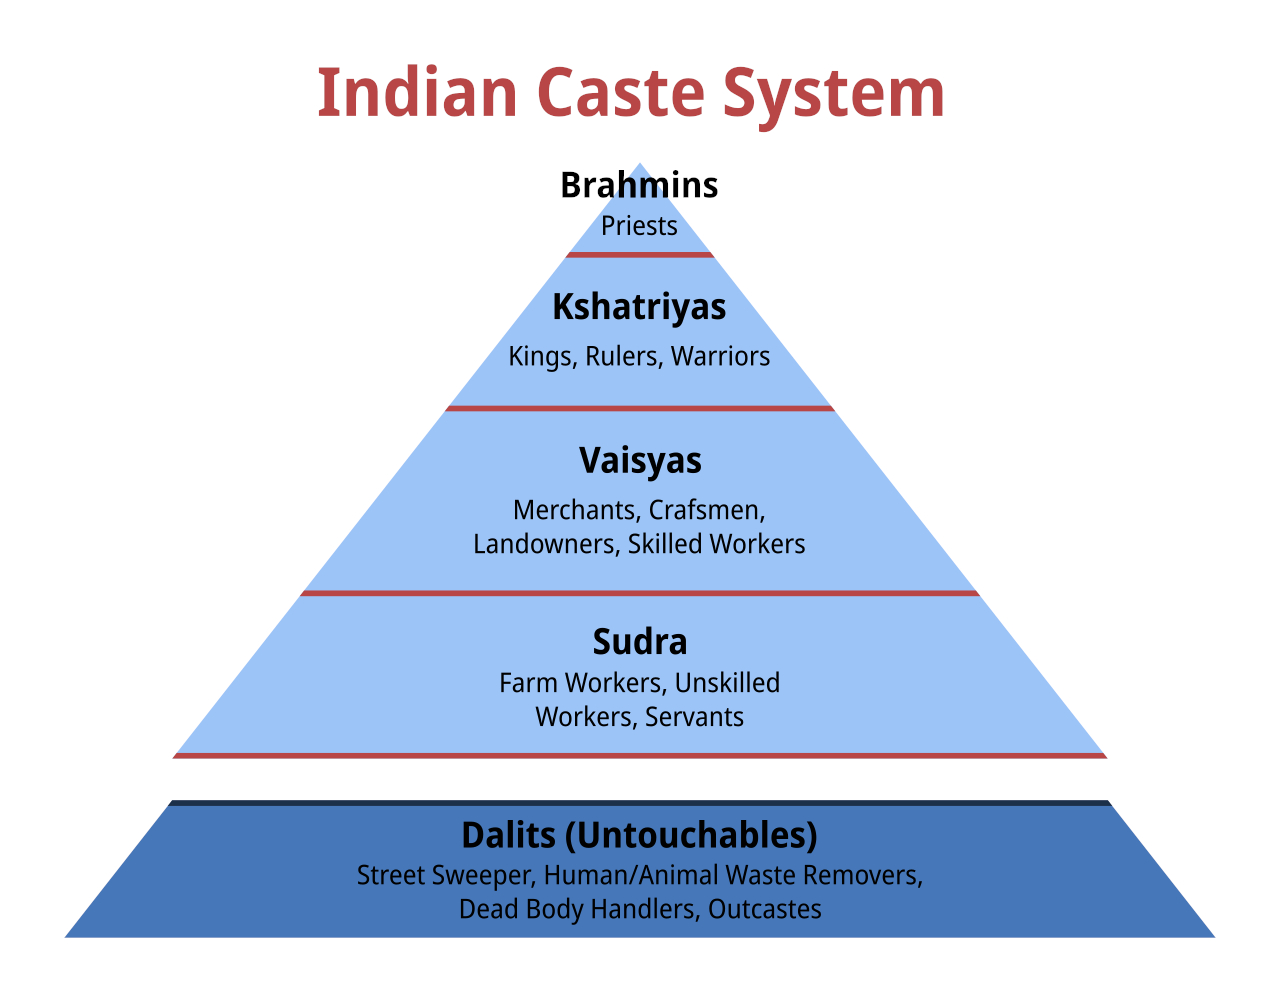 Indian Caste System
Brahmins
Priests
Kshatriyas
Kings, Rulers, Warriors
Vaisyas
Merchants, Crafsmen,
Landowners, Skilled Workers
Sudra
Farm Workers, Unskilled
Workers, Servants
Dalits (Untouchables)
Street Sweeper, Human/Animal Waste Removers,
Dead Body Handlers, Outcastes